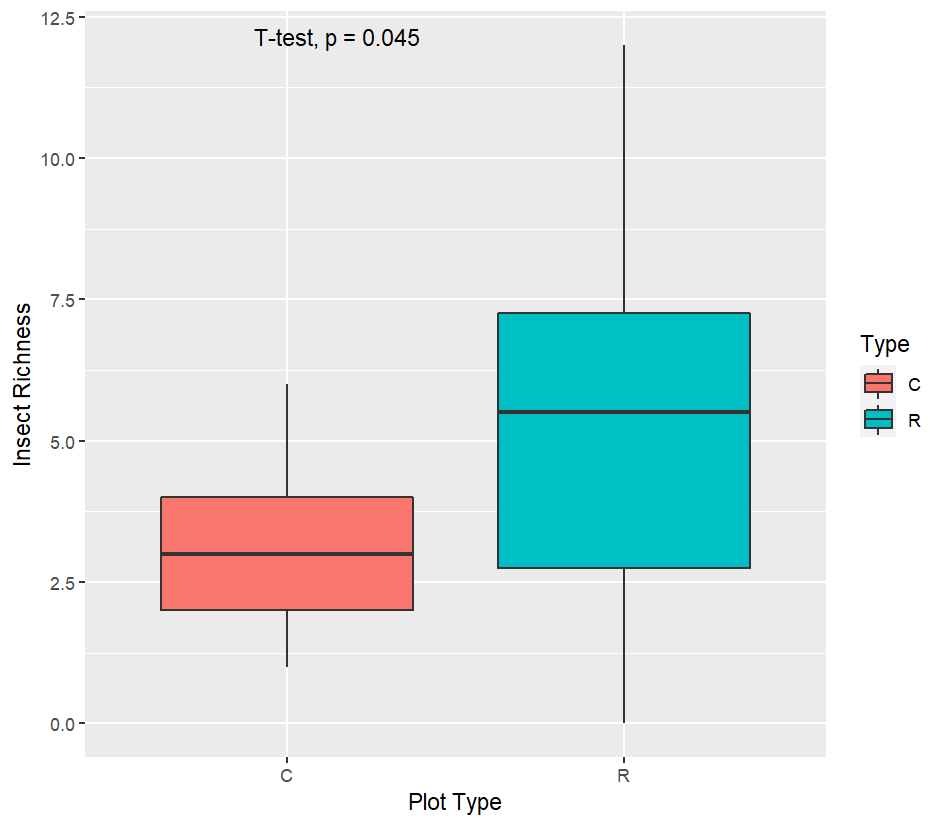 T-test, p = 0.045
12.5
10.0
7.5
5.0
2.5
0.0
Insect Richness
C
R
Plot Type
Type
C
R